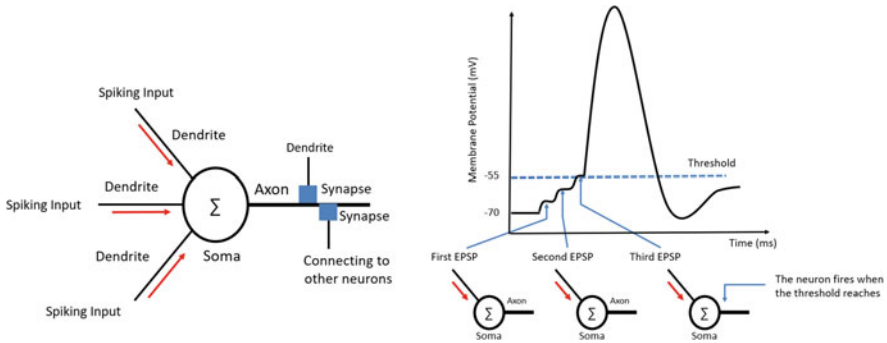 Spiking Input
Dendrite
Dendrite
Spiking Input
Dendrite
Spiking Input
Σ
Soma
Axon
Dendrite
Synapse
Synapse
Connecting to
other neurons
Membrane Potential (mV)
-55
-70
Threshold
Time (ms)
First EPSP
Second EPSP
Third EPSP
Σ
Axon
Soma
Σ
Axon
Soma
Σ
Axon
Soma
The neuron fires when
the threshold reaches